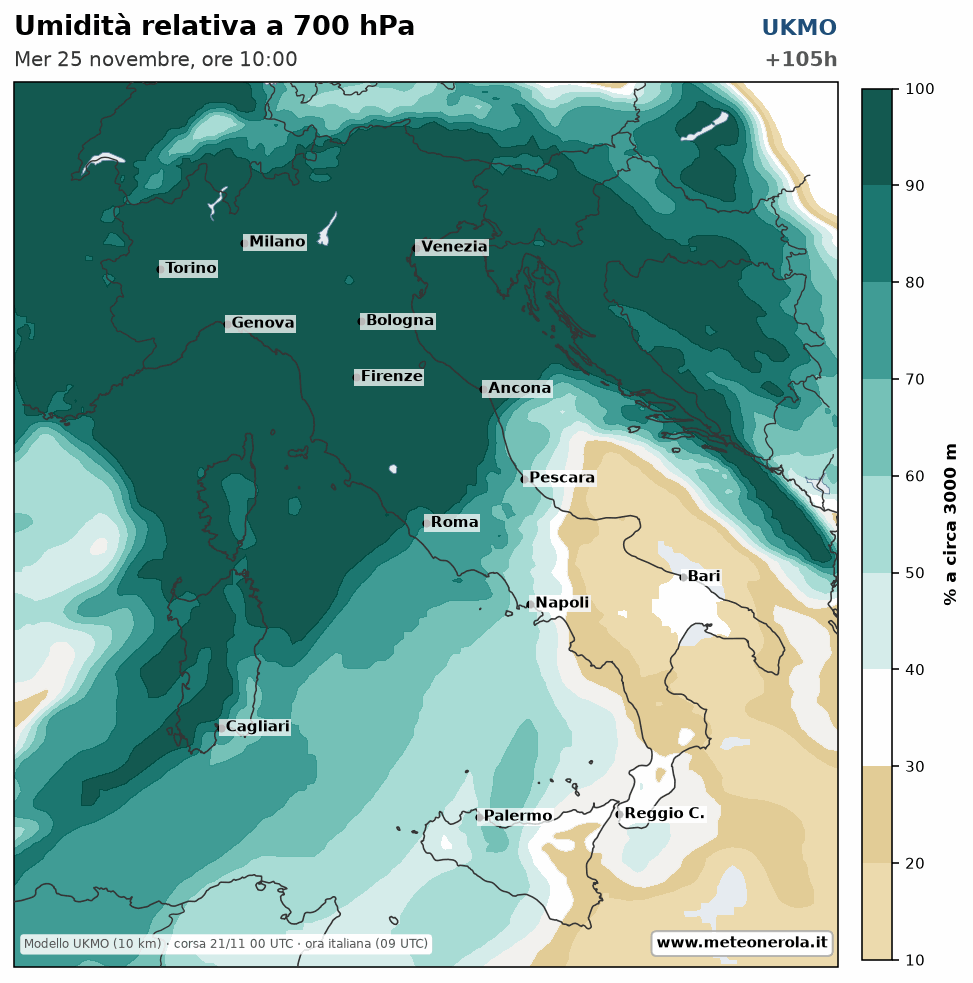 Umidità relativa a 700 hPa
UKMO
Mer 25 novembre, ore 10:00
+105h
Milano
Venezia
Torino
Genova
Bologna
Firenze
Ancona
Pescara
Roma
Bari
Napoli
Cagliari
Palermo
Reggio C.
Modello UKMO (10 km) · corsa 21/11 00 UTC · ora italiana (09 UTC)
www.meteonerola.it
100
90
80
70
60
50
40
30
20
10
% a circa 3000 m